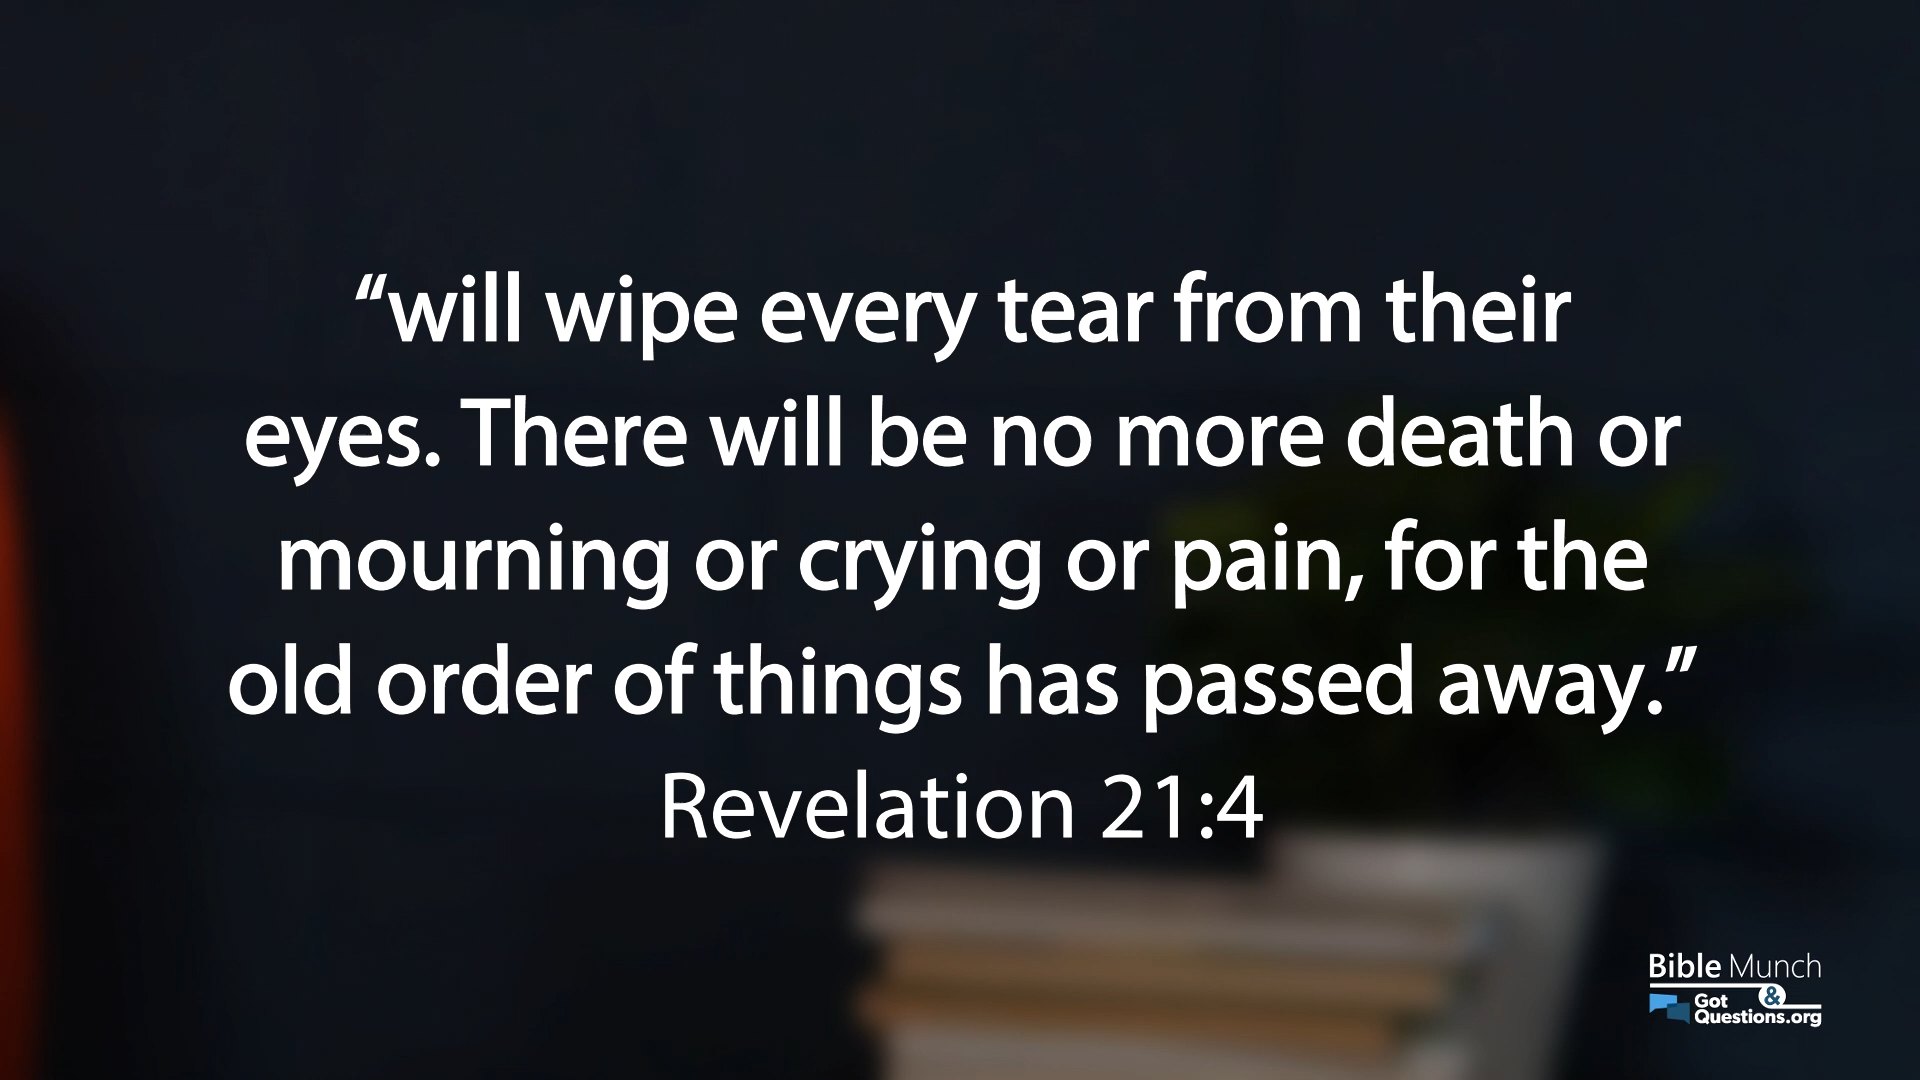 “will wipe every tear from their
eyes. There will be no more death or
mourning or crying or pain, for the
old order of things has passed away.”
Revelation 21:4
Bible Munch
&
Got
Questions.org